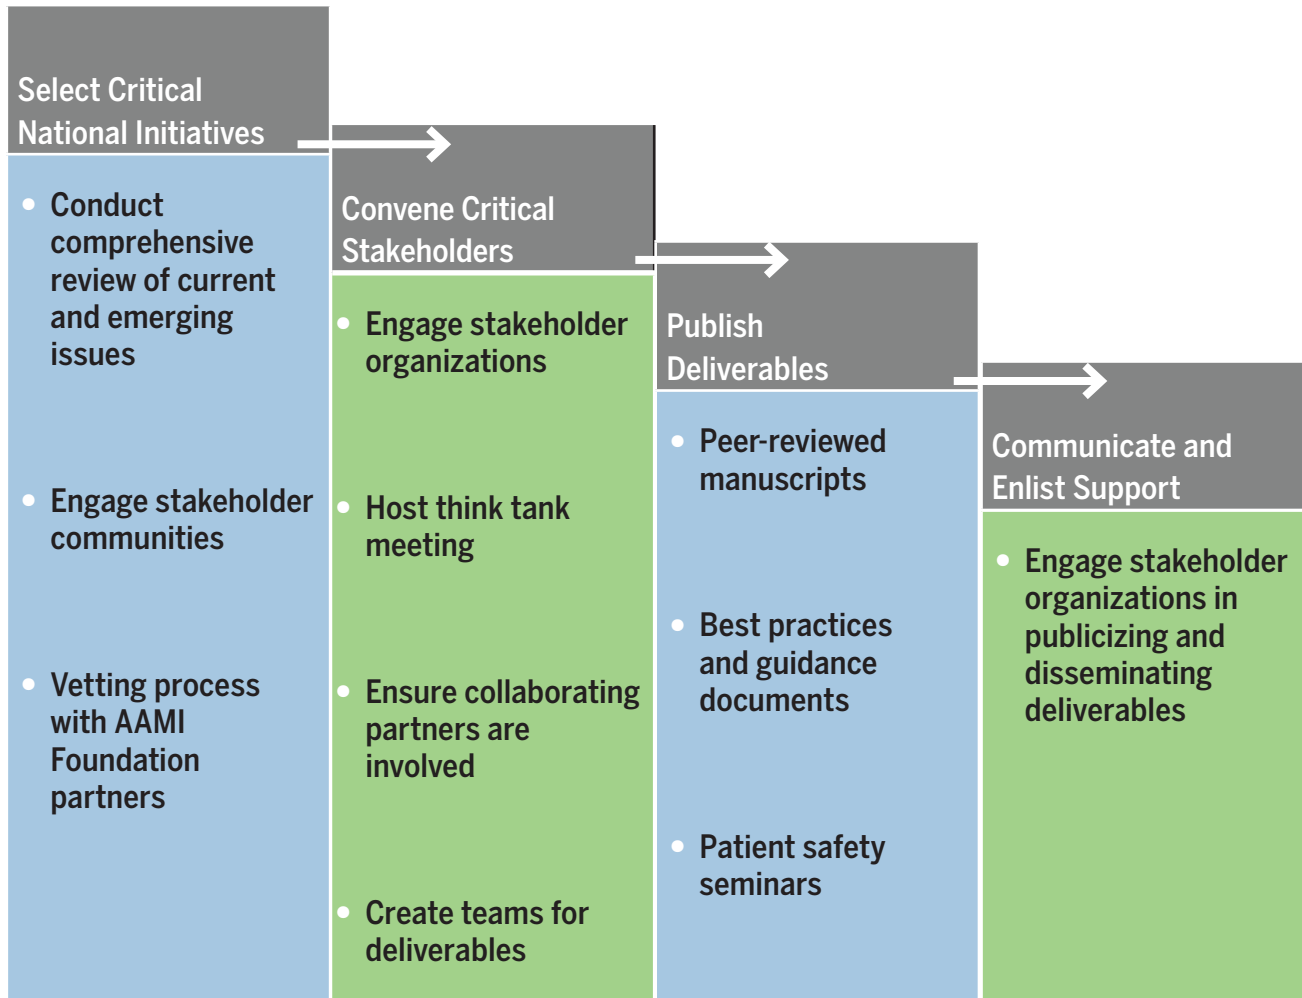 Select Critical
National Initiatives
• Conduct
comprehensive
review of current
and emerging
issues
• Engage stakeholder
communities
• Vetting process
with AAMI
Foundation
partners
Convene Critical
Stakeholders
• Engage stakeholder
organizations
• Host think tank
meeting
• Ensure collaborating
partners are
involved
• Create teams for
deliverables
Publish
Deliverables
• Peer-reviewed
manuscripts
• Best practices
and guidance
documents
• Patient safety
seminars
Communicate and
Enlist Support
• Engage stakeholder
organizations in
publicizing and
disseminating
deliverables